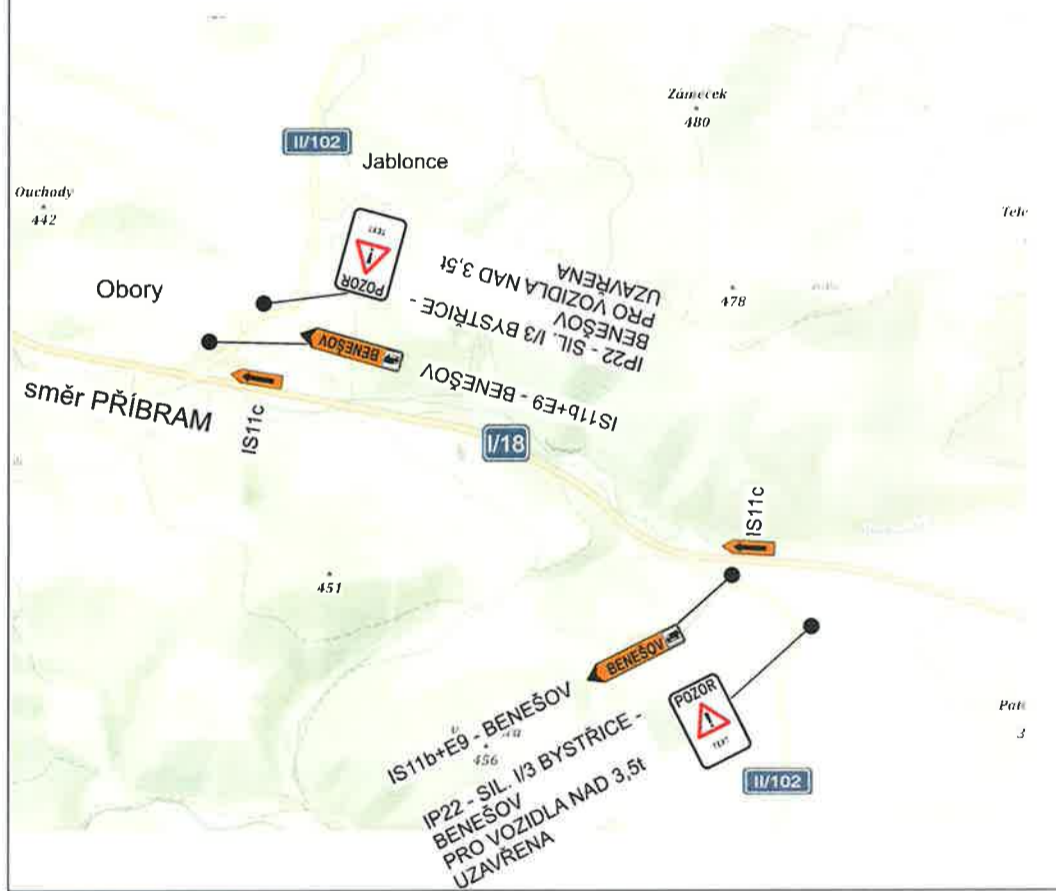 Zámeček
480
II/102
Jablonce
Ouchody
442
TEXT
POZOR
IP22 - SIL. I/3 BYSTŘICE -
BENEŠOV
PRO VOZIDLA NAD 3,5t
UZAVŘENA
478
Obory
BENEŠOV
IS11b+E9 - BENEŠOV
směr PŘÍBRAM
IS11c
I/18
IS11c
451
BENEŠOV
IS11b+E9 - BENEŠOV
456
POZOR
TEXT
IP22 - SIL. I/3 BYSTŘICE -
BENEŠOV
PRO VOZIDLA NAD 3,5t
UZAVŘENA
II/102